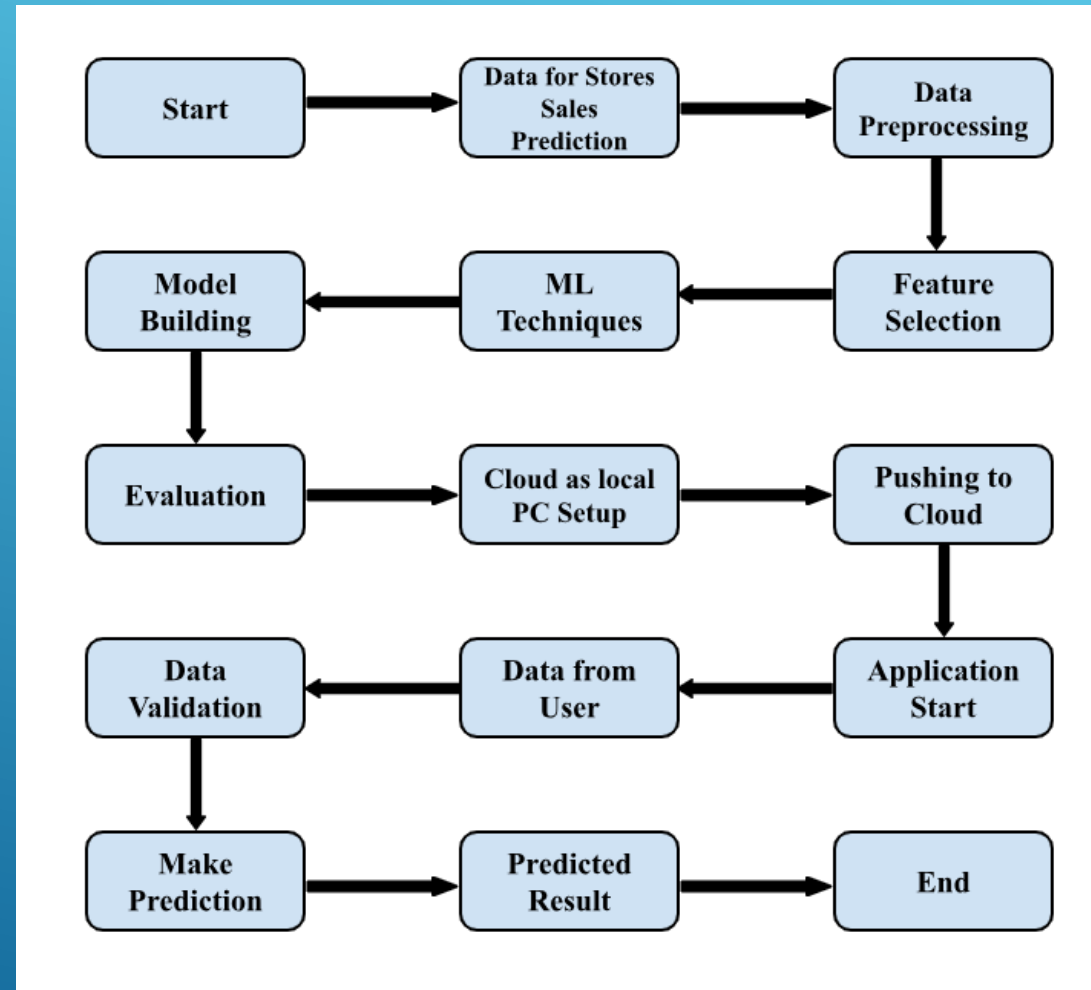 Start
Data for Stores
Sales
Prediction
Data
Preprocessing
Model
Building
ML
Techniques
Feature
Selection
Evaluation
Cloud as local
PC Setup
Pushing to
Cloud
Data
Validation
Data from
User
Application
Start
Make
Prediction
Predicted
Result
End